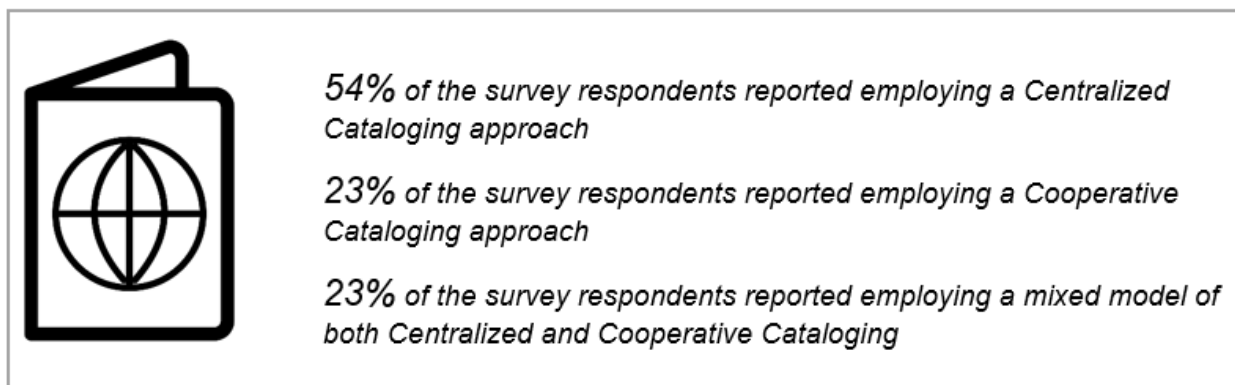 54% of the survey respondents reported employing a Centralized
Cataloging approach
23% of the survey respondents reported employing a Cooperative
Cataloging approach
23% of the survey respondents reported employing a mixed model of
both Centralized and Cooperative Cataloging